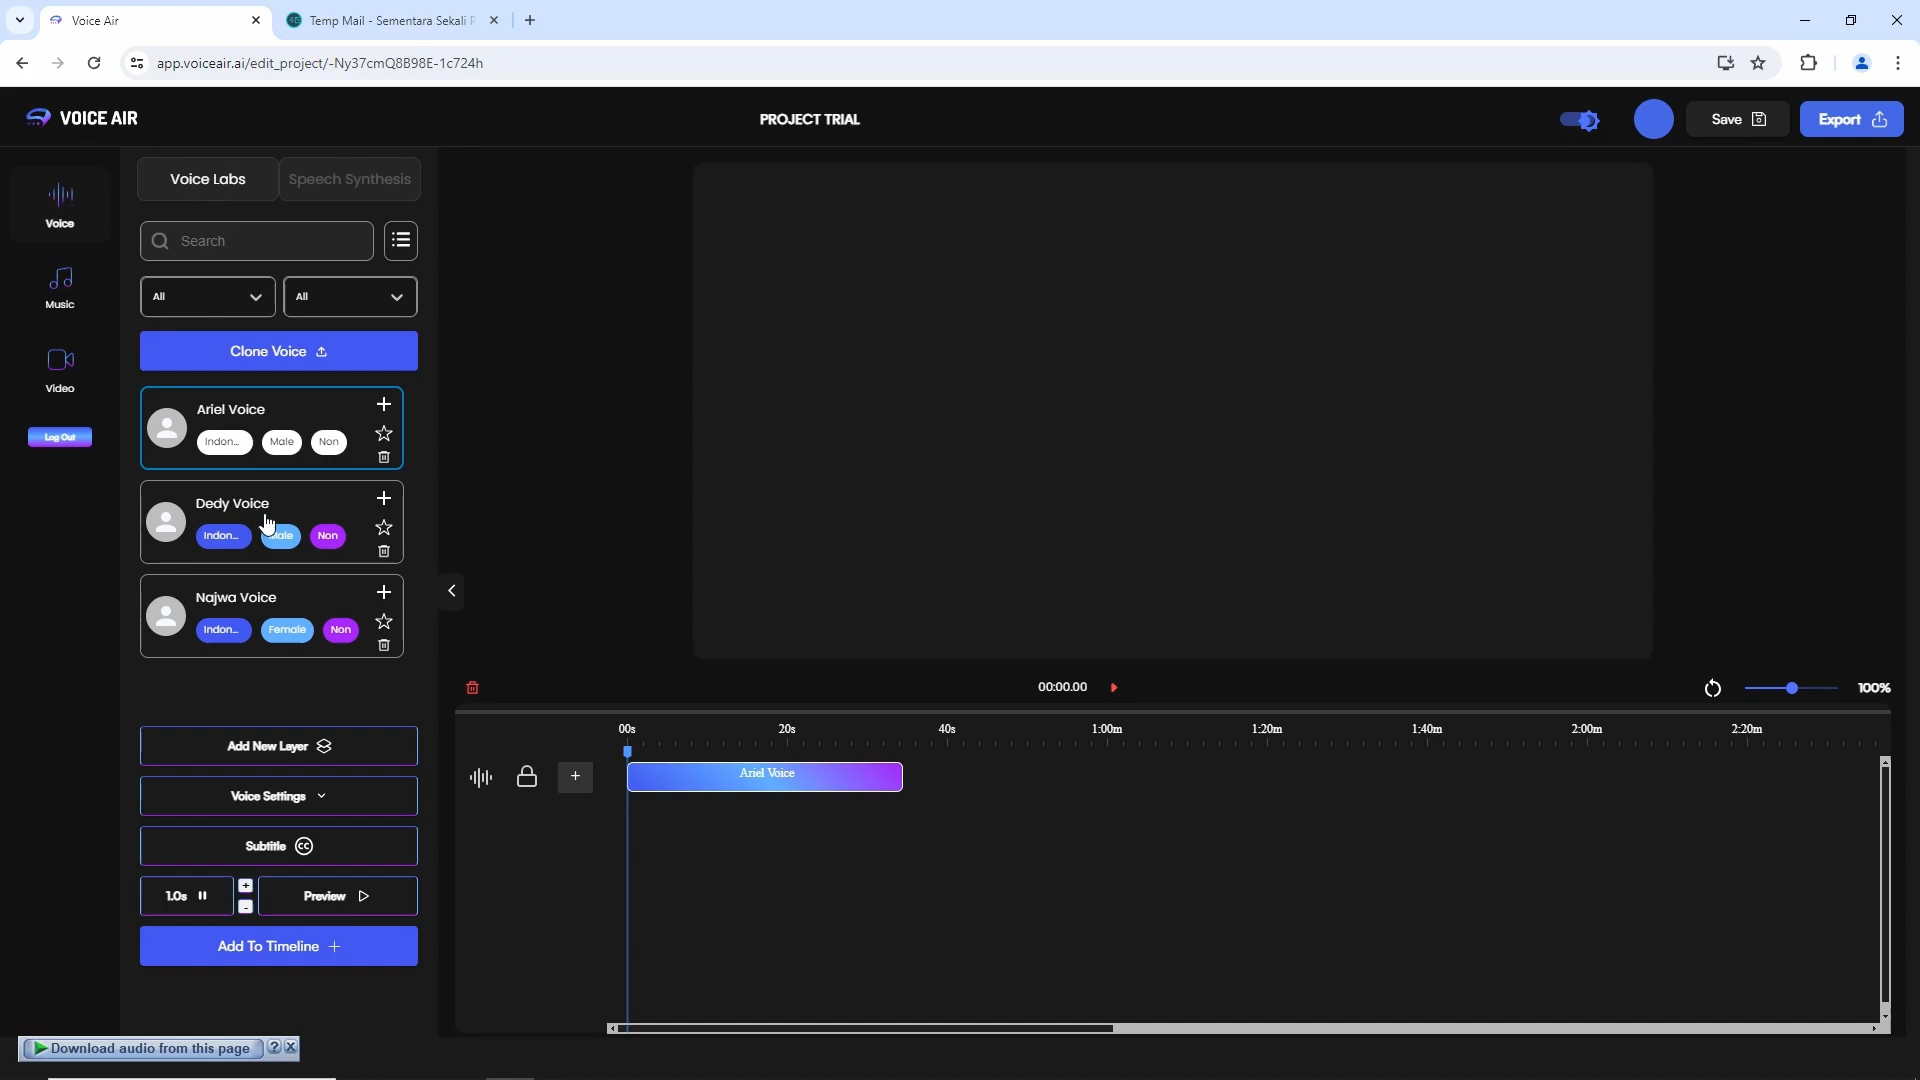 Voice Air
Temp Mail - Sementara Sekali P
app.voiceair.ai/edit_project/-Ny37cmQ8B98E-1c724h
VOICE AIR
PROJECT TRIAL
Save
Export
Voice Labs
Speech Synthesis
Voice
Search
Music
All
All
Clone Voice
Video
Ariel Voice
Indon...
Male
Non
Log Out
Dedy Voice
Indon...
Male
Non
Najwa Voice
Indon...
Female
Non
00:00.00
100%
00s
20s
40s
1:00m
1:20m
1:40m
2:00m
2:20m
Add New Layer
Ariel Voice
+
Voice Settings
Subtitle CC
1.0s
+
-
Preview
Add To Timeline +
Download audio from this page
?